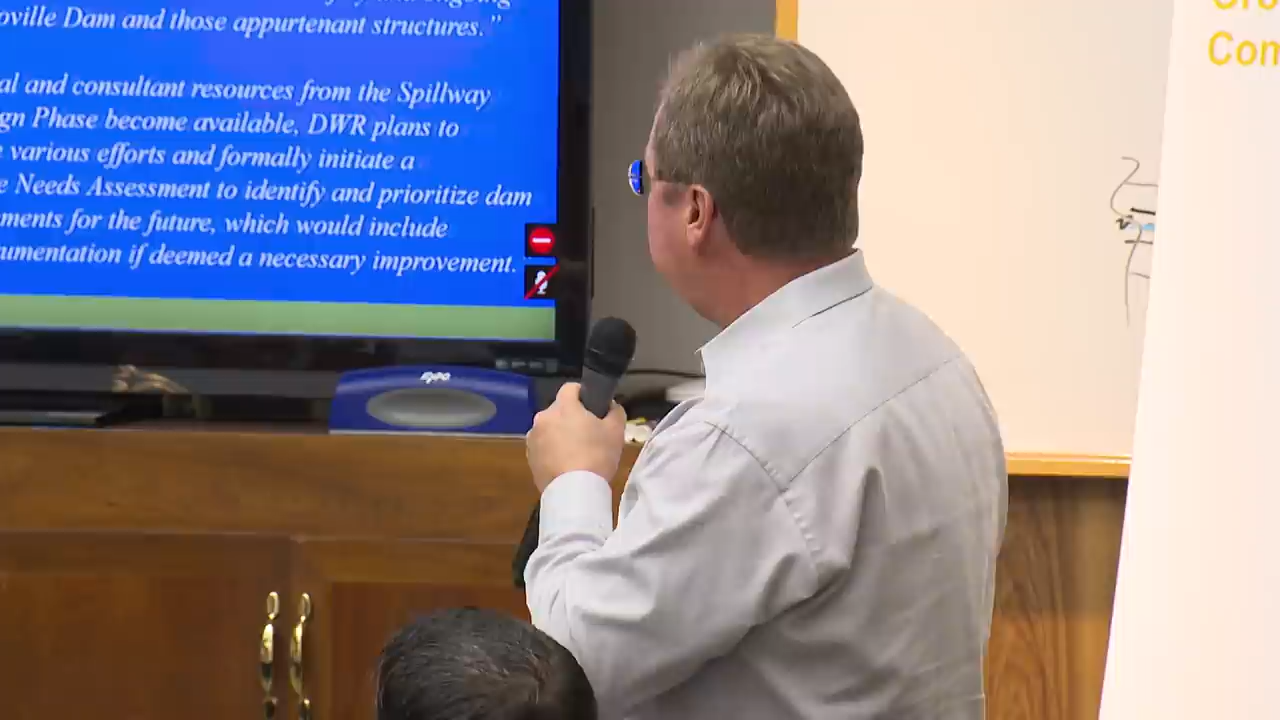 oville Dam and those appurtenant structures."
al and consultant resources from the Spillway
gn Phase become available, DWR plans to
various efforts and formally initiate a
e Needs Assessment to identify and prioritize dam
ments for the future, which would include
umentation if deemed a necessary improvement.
expo
Con